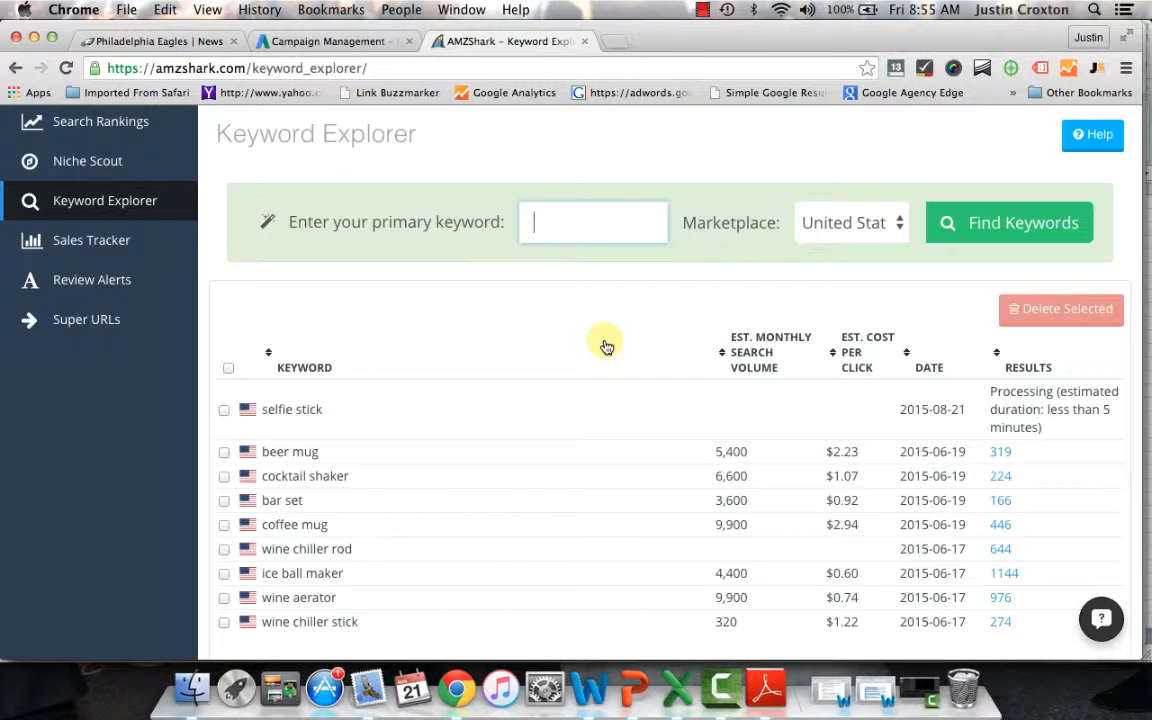 Chrome File Edit View History Bookmarks People Window Help 100% Fri 8:55 AM Justin Croxton
Philadelphia Eagles | News Campaign Management - AMZShark - Keyword Expl Justin
https://amzshark.com/keyword_explorer/ 13
Apps Imported From Safari http://www.yahoo.c Link Buzzmarker Google Analytics https://adwords.go Simple Google Resu Google Agency Edge » Other Bookmarks
Search Rankings
Niche Scout
Keyword Explorer
Sales Tracker
Review Alerts
Super URLs
Keyword Explorer
Help
Enter your primary keyword: Marketplace: United Stat Find Keywords
Delete Selected
KEYWORD
EST. MONTHLY
SEARCH
VOLUME
EST. COST
PER
CLICK
DATE
RESULTS
selfie stick 2015-08-21 Processing (estimated
duration: less than 5
minutes)
beer mug 5,400 $2.23 2015-06-19 319
cocktail shaker 6,600 $1.07 2015-06-19 224
bar set 3,600 $0.92 2015-06-19 166
coffee mug 9,900 $2.94 2015-06-19 446
wine chiller rod 2015-06-17 644
ice ball maker 4,400 $0.60 2015-06-17 1144
wine aerator 9,900 $0.74 2015-06-17 976
wine chiller stick 320 $1.22 2015-06-17 274